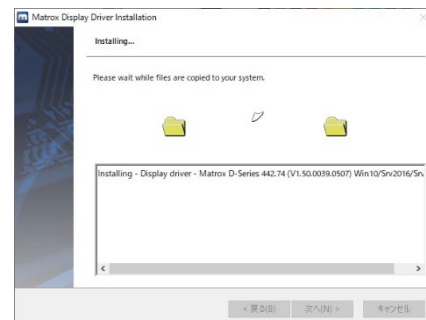 Matrox Display Driver Installation
Installing...
Please wait while files are copied to your system.
Installing - Display driver - Matrox D-Series 442.74 (V1.50.0039.0507) Win10/Srv2016/Srv
< 戻る(B)
次へ(N) >
キャンセル